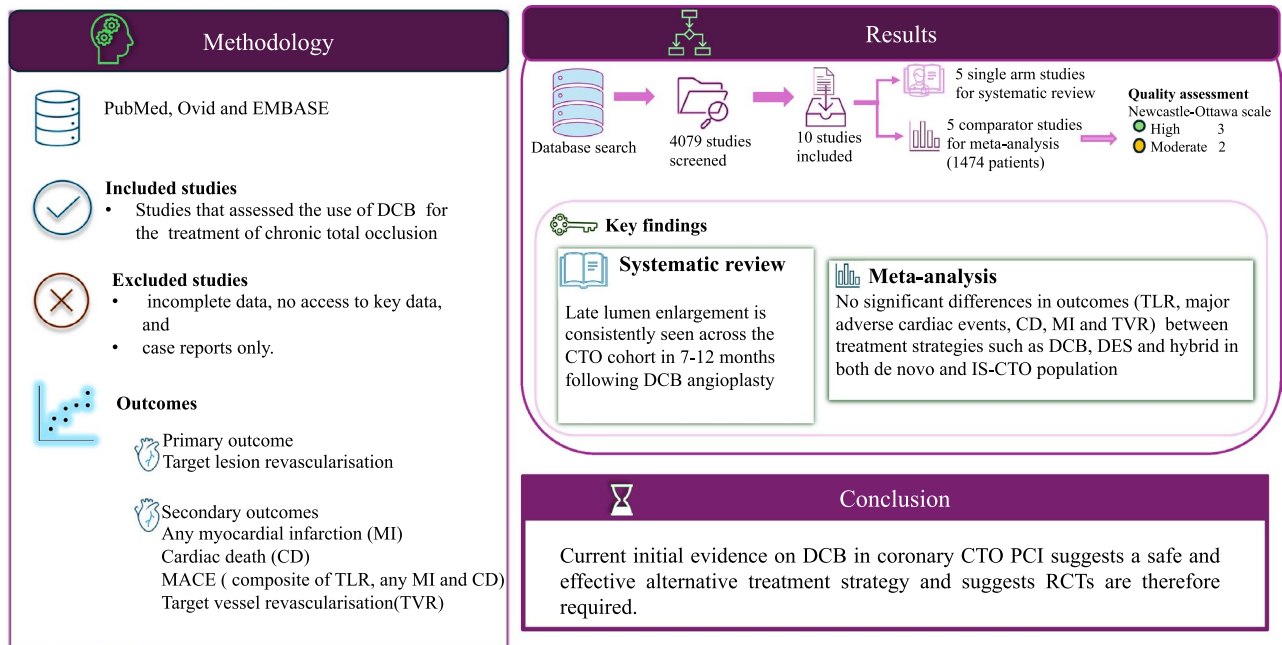 Methodology
PubMed, Ovid and EMBASE
Included studies
• Studies that assessed the use of DCB for
the treatment of chronic total occlusion
Excluded studies
• incomplete data, no access to key data,
and
• case reports only.
Outcomes
Primary outcome
Target lesion revascularisation
Secondary outcomes
Any myocardial infarction (MI)
Cardiac death (CD)
MACE ( composite of TLR, any MI and CD)
Target vessel revascularisation(TVR)
Results
Database search
4079 studies
screened
10 studies
included
5 single arm studies
for systematic review
5 comparator studies
for meta-analysis
(1474 patients)
Quality assessment
Newcastle-Ottawa scale
High 3
Moderate 2
Key findings
Systematic review
Late lumen enlargement is
consistently seen across the
CTO cohort in 7-12 months
following DCB angioplasty
Meta-analysis
No significant differences in outcomes (TLR, major
adverse cardiac events, CD, MI and TVR) between
treatment strategies such as DCB, DES and hybrid in
both de novo and IS-CTO population
Conclusion
Current initial evidence on DCB in coronary CTO PCI suggests a safe and
effective alternative treatment strategy and suggests RCTs are therefore
required.